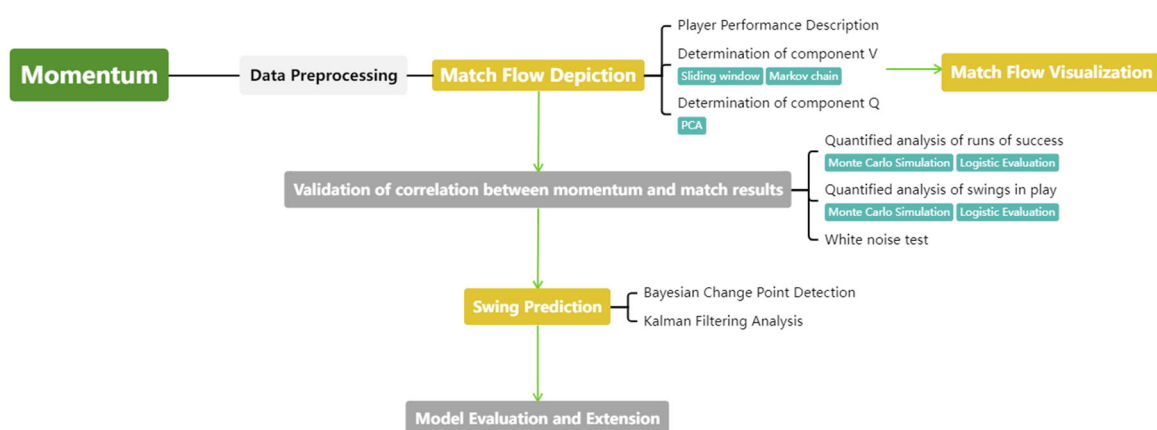 Momentum
Data Preprocessing
Match Flow Depiction
Player Performance Description
Determination of component V
Sliding window Markov chain
Determination of component Q
PCA
Match Flow Visualization
Validation of correlation between momentum and match results
Quantified analysis of runs of success
Monte Carlo Simulation Logistic Evaluation
Quantified analysis of swings in play
Monte Carlo Simulation Logistic Evaluation
White noise test
Swing Prediction
Bayesian Change Point Detection
Kalman Filtering Analysis
Model Evaluation and Extension